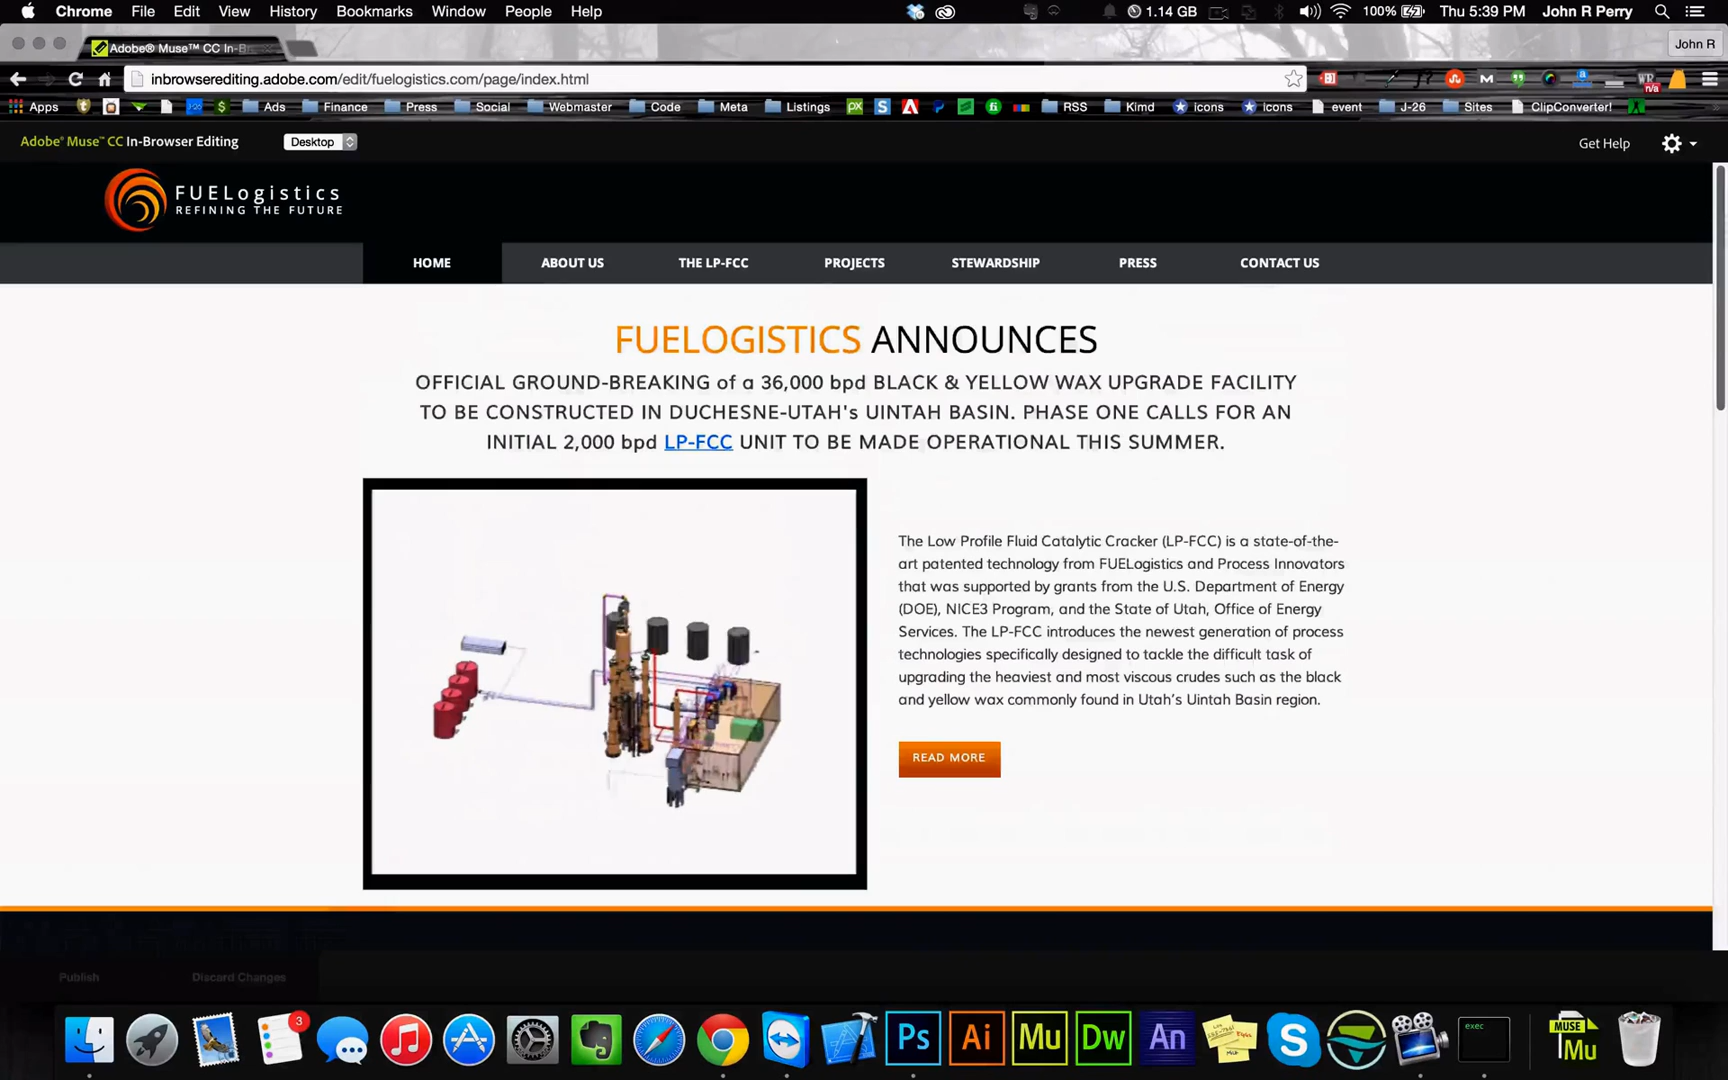 Chrome File Edit View History Bookmarks Window People Help 1.14 GB 100% Thu 5:39 PM John R Perry
Adobe® Muse™ CC In-Br John R
inbrowserediting.adobe.com/edit/fuelogistics.com/page/index.html
Apps Ads Finance Press Social Webmaster Code Meta Listings RSS Kimd icons icons event J-26 Sites ClipConverter!
Adobe® Muse™ CC In-Browser Editing Desktop Get Help
FUELogistics
REFINING THE FUTURE
HOME ABOUT US THE LP-FCC PROJECTS STEWARDSHIP PRESS CONTACT US
FUELOGISTICS ANNOUNCES
OFFICIAL GROUND-BREAKING of a 36,000 bpd BLACK & YELLOW WAX UPGRADE FACILITY
TO BE CONSTRUCTED IN DUCHESNE-UTAH's UINTAH BASIN. PHASE ONE CALLS FOR AN
INITIAL 2,000 bpd LP-FCC UNIT TO BE MADE OPERATIONAL THIS SUMMER.
The Low Profile Fluid Catalytic Cracker (LP-FCC) is a state-of-the-
art patented technology from FUELogistics and Process Innovators
that was supported by grants from the U.S. Department of Energy
(DOE), NICE3 Program, and the State of Utah, Office of Energy
Services. The LP-FCC introduces the newest generation of process
technologies specifically designed to tackle the difficult task of
upgrading the heaviest and most viscous crudes such as the black
and yellow wax commonly found in Utah's Uintah Basin region.
READ MORE
Publish Discard Changes
3 Ps Ai Mu Dw An exec MUSE Mu